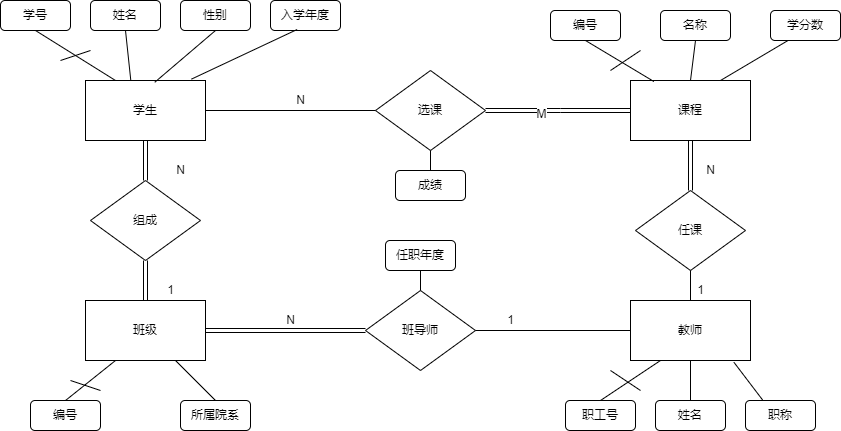 学号
姓名
性别
入学年度
编号
名称
学分数
学生
N
选课
M
课程
成绩
N
N
组成
任课
任职年度
1
1
班级
N
班导师
1
教师
编号
所属院系
职工号
姓名
职称